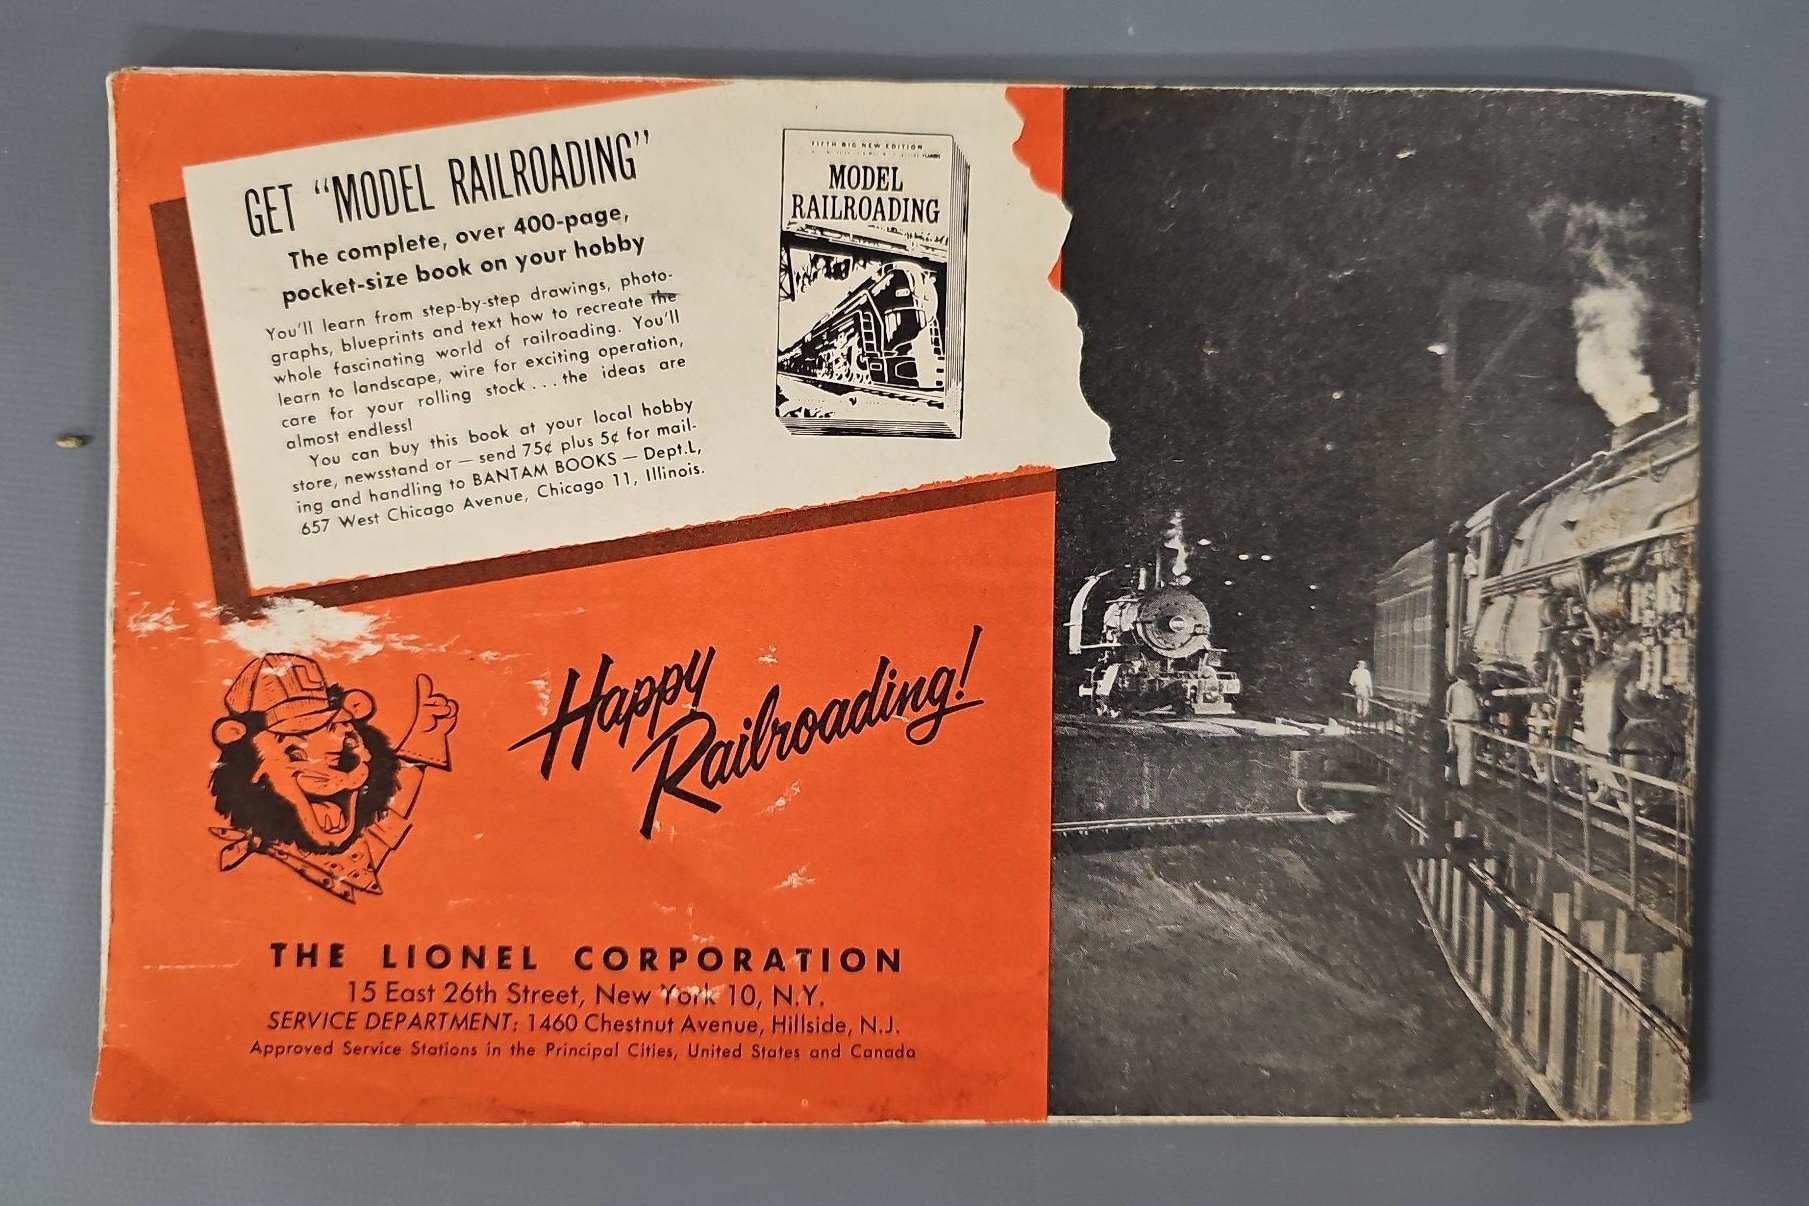 GET "MODEL RAILROADING"
The complete, over 400-page,
pocket-size book on your hobby
You'll learn from step-by-step drawings, photo-
graphs, blueprints and text how to recreate the
whole fascinating world of railroading. You'll
learn to landscape, wire for exciting operation,
care for your rolling stock . . . the ideas are
almost endless!
You can buy this book at your local hobby
store, newsstand or — send 75¢ plus 5¢ for mail-
ing and handling to BANTAM BOOKS — Dept.L,
657 West Chicago Avenue, Chicago 11, Illinois.
FIFTH BIG NEW EDITION
MODEL
RAILROADING
L
Happy
Railroading!
THE LIONEL CORPORATION
15 East 26th Street, New York 10, N.Y.
SERVICE DEPARTMENT: 1460 Chestnut Avenue, Hillside, N.J.
Approved Service Stations in the Principal Cities, United States and Canada